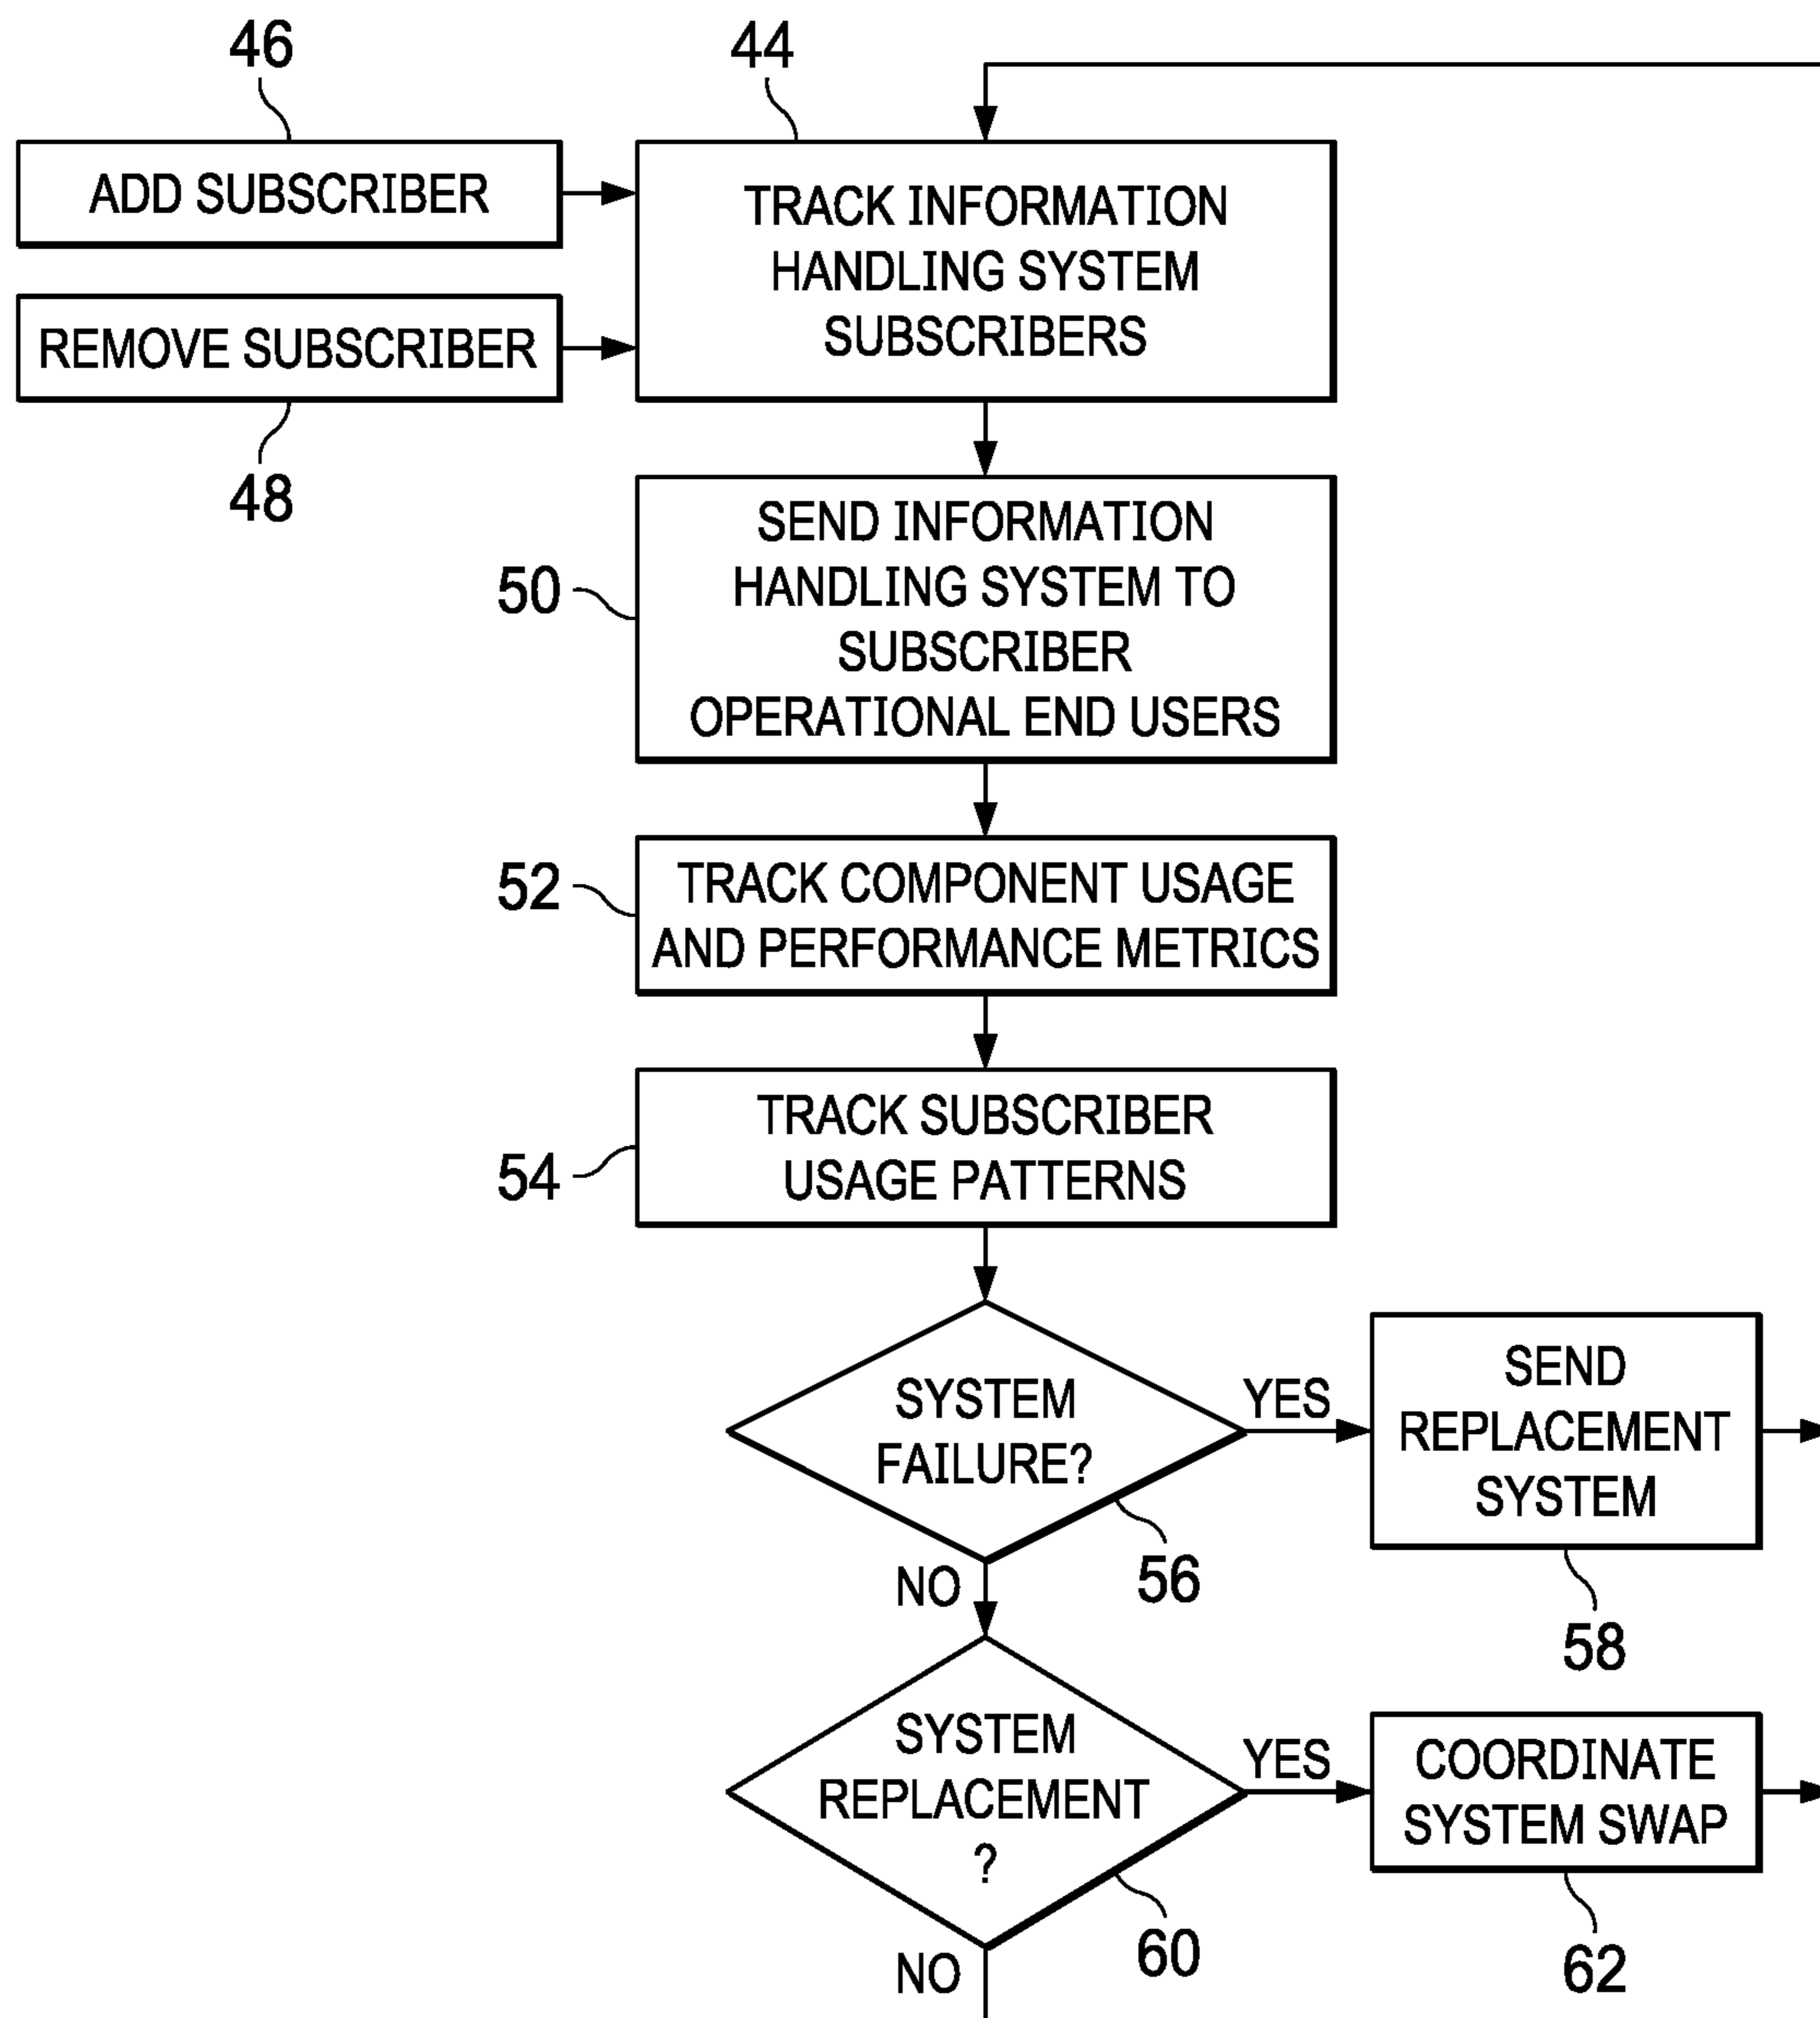 46
44
ADD SUBSCRIBER
TRACK INFORMATION
HANDLING SYSTEM
SUBSCRIBERS
REMOVE SUBSCRIBER
48
SEND INFORMATION
HANDLING SYSTEM TO
SUBSCRIBER
OPERATIONAL END USERS
50
TRACK COMPONENT USAGE
AND PERFORMANCE METRICS
52
TRACK SUBSCRIBER
USAGE PATTERNS
54
SYSTEM
FAILURE?
YES
SEND
REPLACEMENT
SYSTEM
NO
56
58
SYSTEM
REPLACEMENT
?
YES
COORDINATE
SYSTEM SWAP
NO
60
62